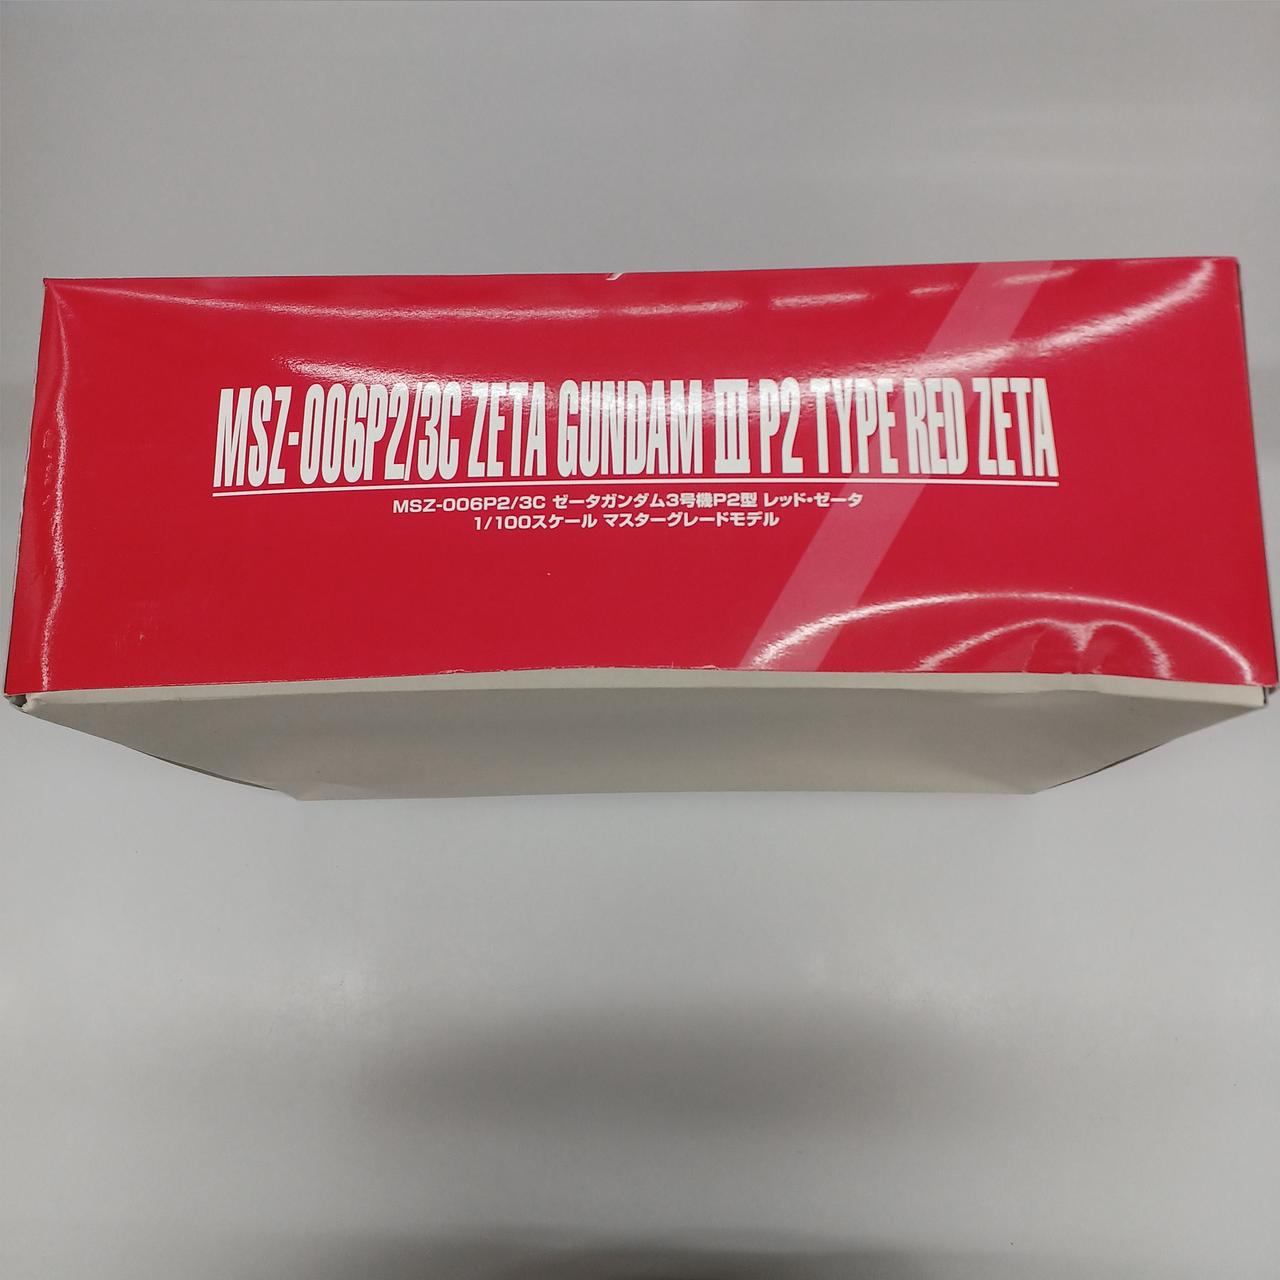 MSZ-006P2/3C ZETA GUNDAM III P2 TYPE RED ZETA
MSZ-006P2/3C ゼータガンダム3号機P2型 レッド・ゼータ
1/100スケール マスターグレードモデル